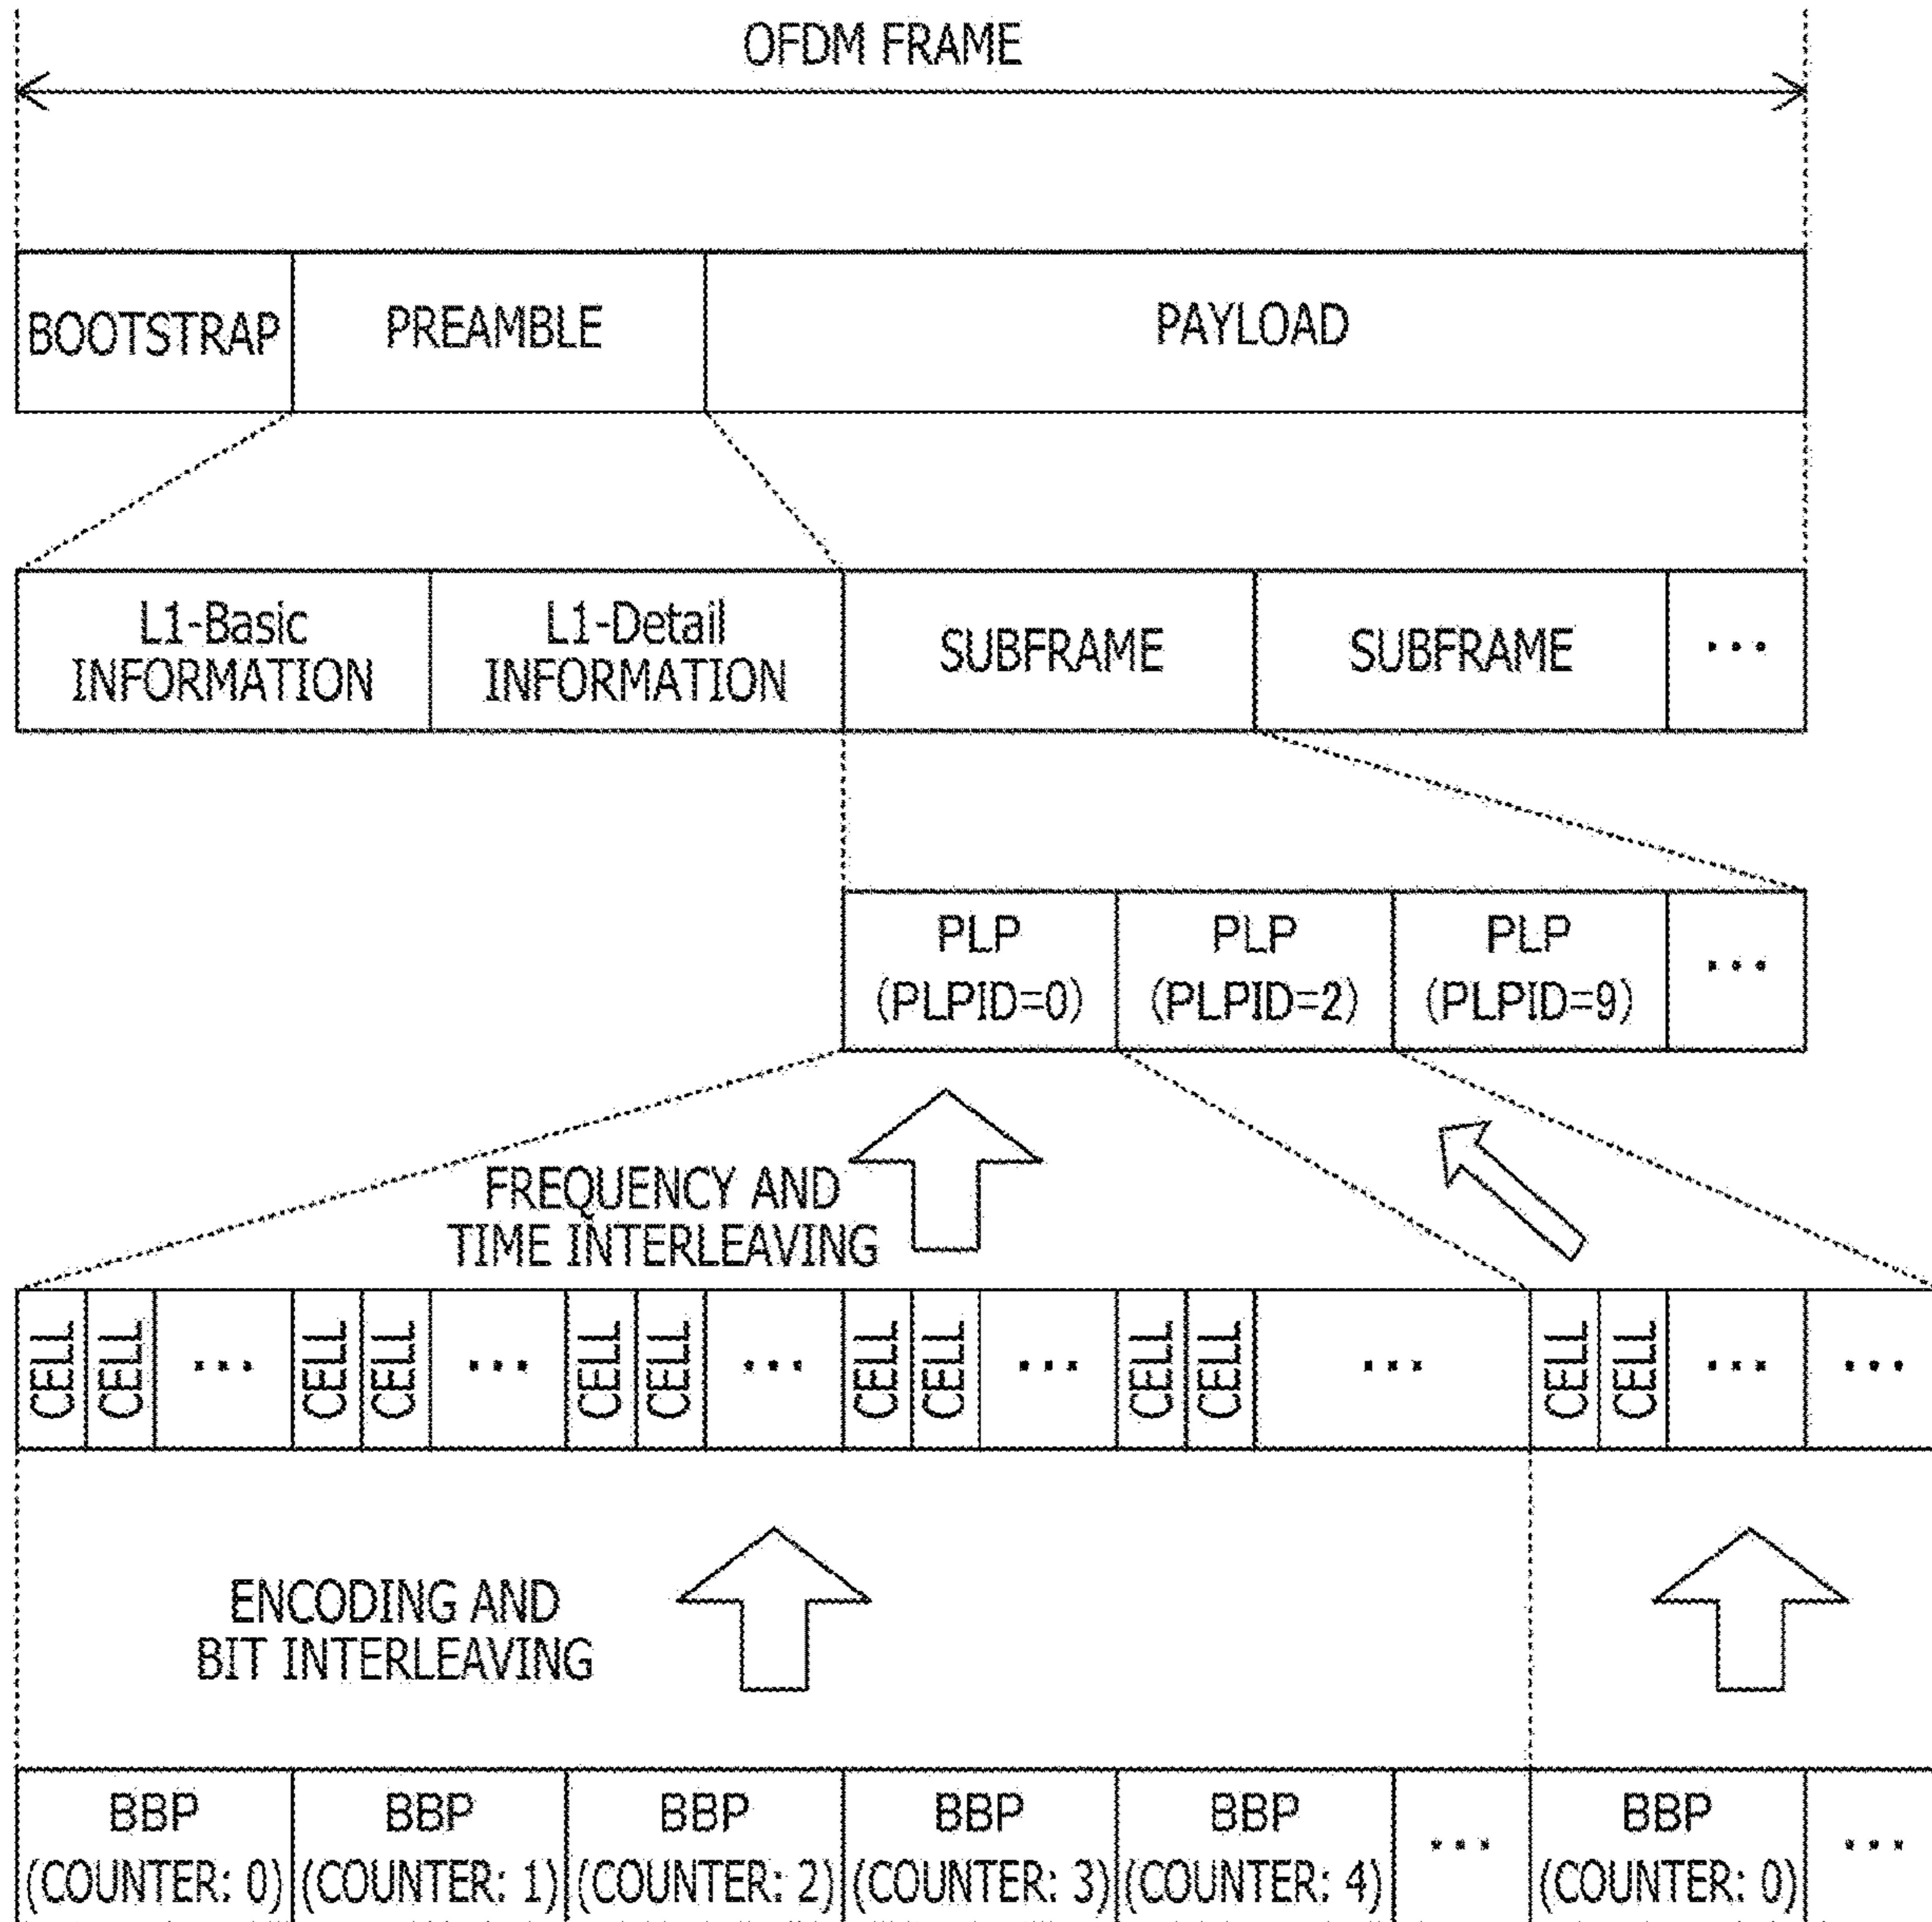 OFDM FRAME
BOOTSTRAP PREAMBLE PAYLOAD
L1-Basic INFORMATION L1-Detail INFORMATION SUBFRAME SUBFRAME ...
PLP (PLPID=0) PLP (PLPID=2) PLP (PLPID=9) ...
FREQUENCY AND
TIME INTERLEAVING
CELL CELL ... CELL CELL ... CELL CELL ... CELL CELL ... CELL CELL ... CELL CELL ... ...
ENCODING AND
BIT INTERLEAVING
BBP (COUNTER: 0) BBP (COUNTER: 1) BBP (COUNTER: 2) BBP (COUNTER: 3) BBP (COUNTER: 4) ... BBP (COUNTER: 0) ...